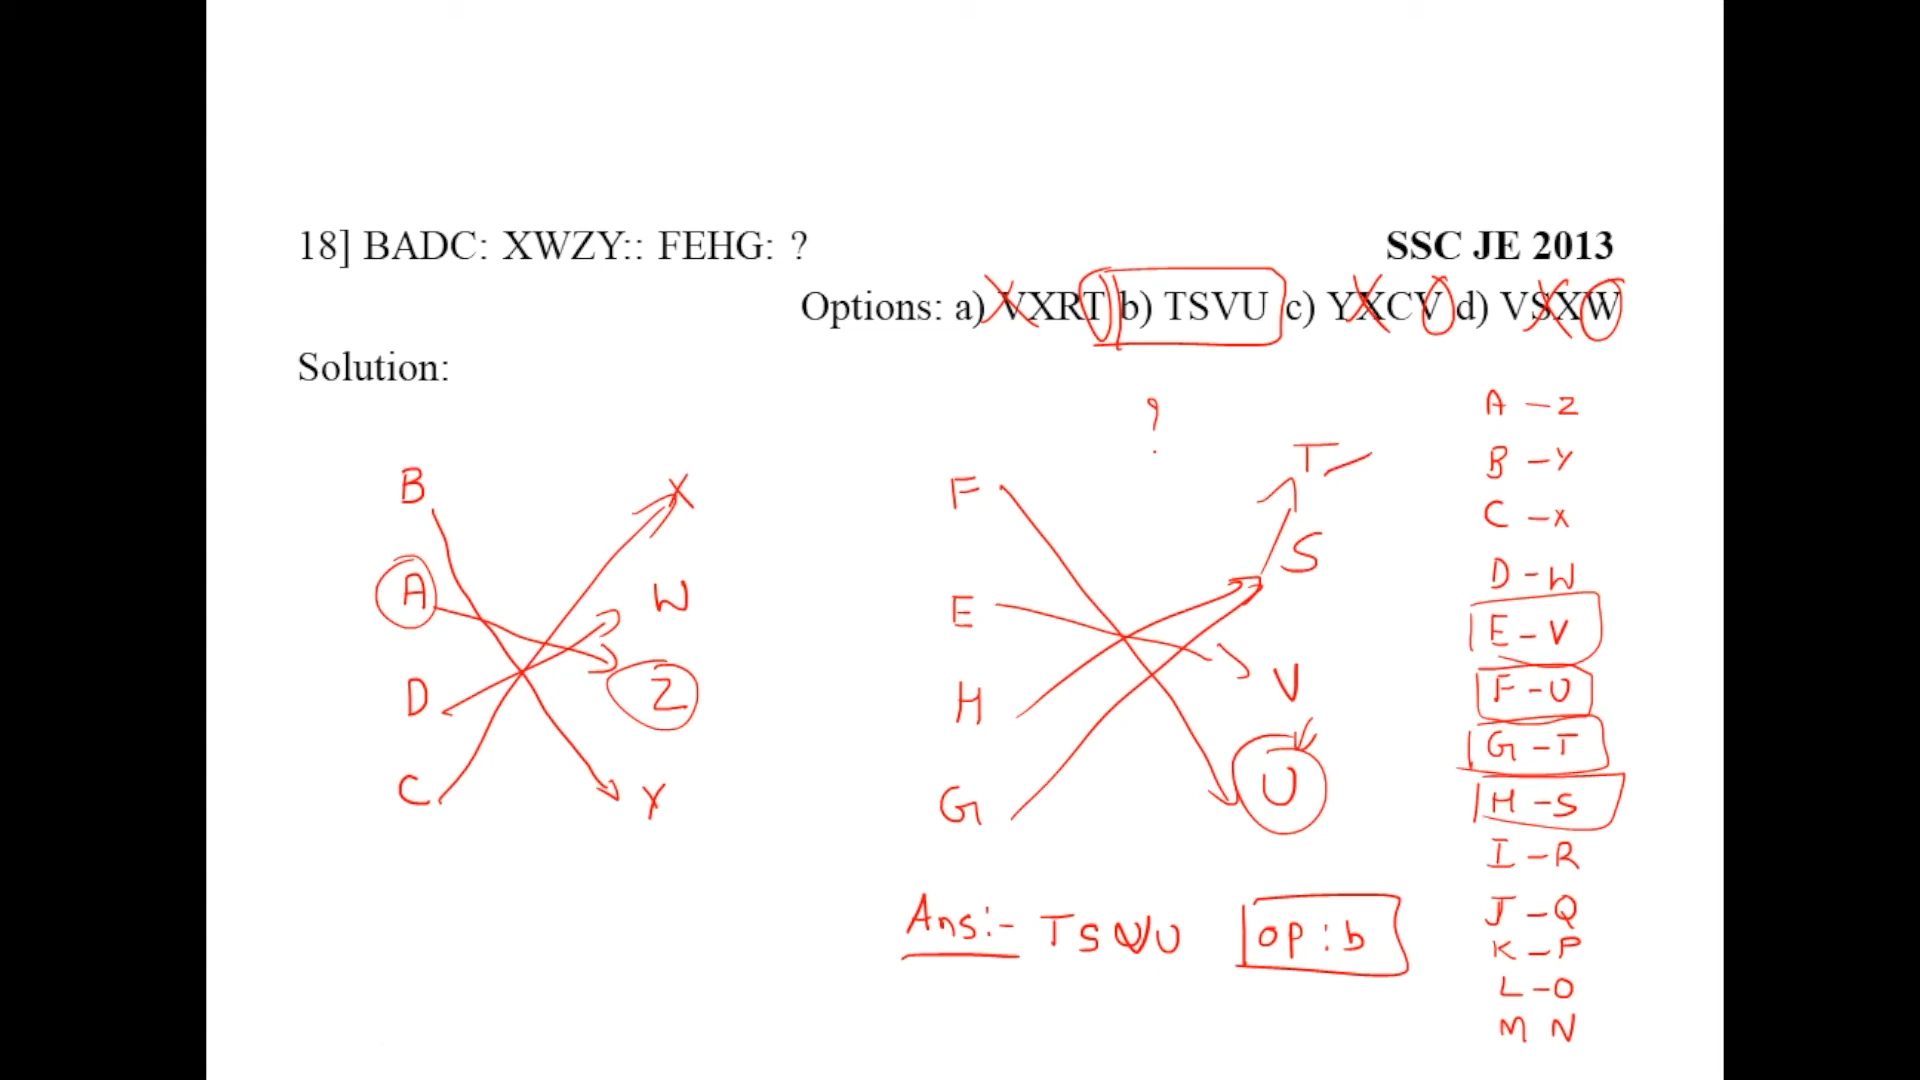 18] BADC: XWZY:: FEHG: ? SSC JE 2013
Options: a) VXRT b) TSVU c) YXCV d) VSXW
Solution:
A - Z
?
B - Y
T
B X F
C - X
S
D - W
A W E
E - V
D Z H V
F - U
G - T
C Y G U
H - S
I - R
Ans:- TSVU op: b
J - Q
K - P
L - O
M N